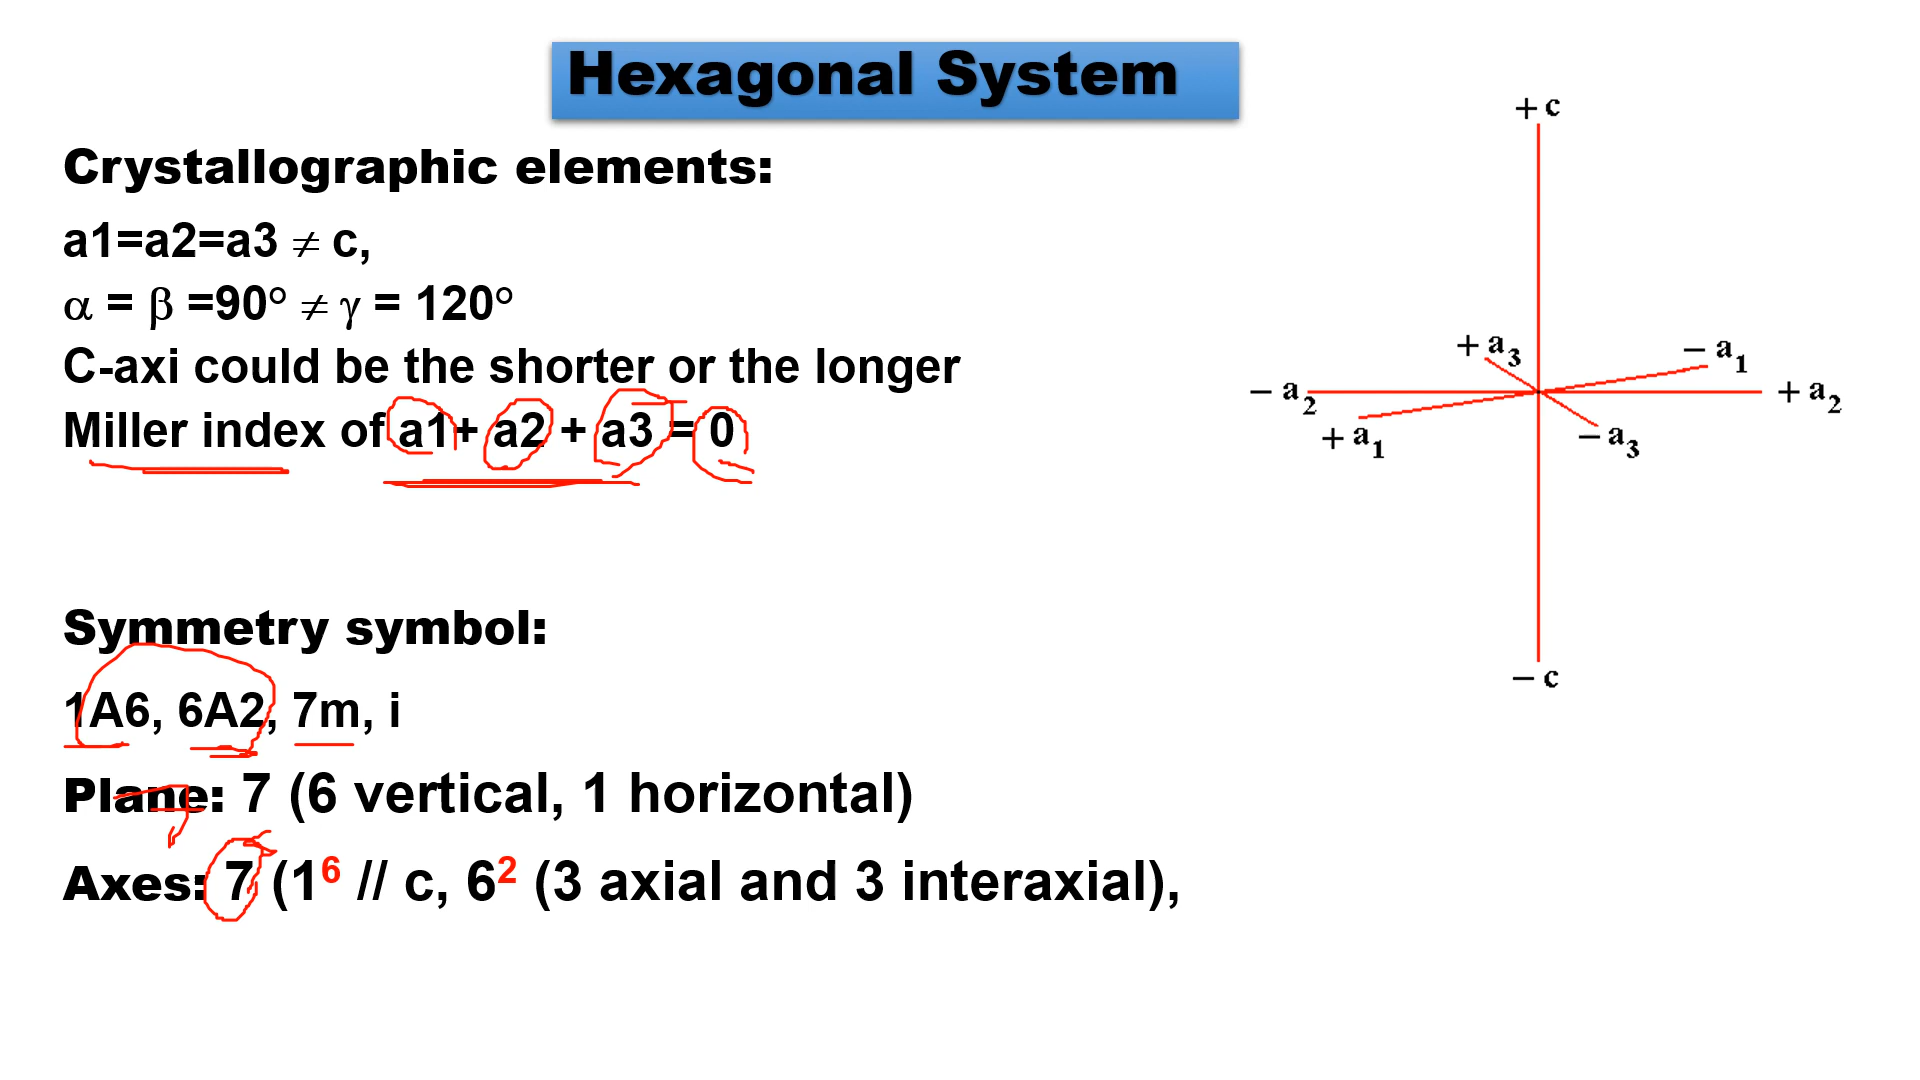 Hexagonal System
Crystallographic elements:
a1=a2=a3 ≠ c,
α = β =90° ≠ γ = 120°
C-axi could be the shorter or the longer
Miller index of a1+ a2 + a3 = 0
Symmetry symbol:
1A6, 6A2, 7m, i
Plane: 7 (6 vertical, 1 horizontal)
Axes: 7 (1⁶ // c, 6² (3 axial and 3 interaxial),
+ c
+ a₃
− a₁
− a₂
+ a₂
+ a₁
− a₃
− c